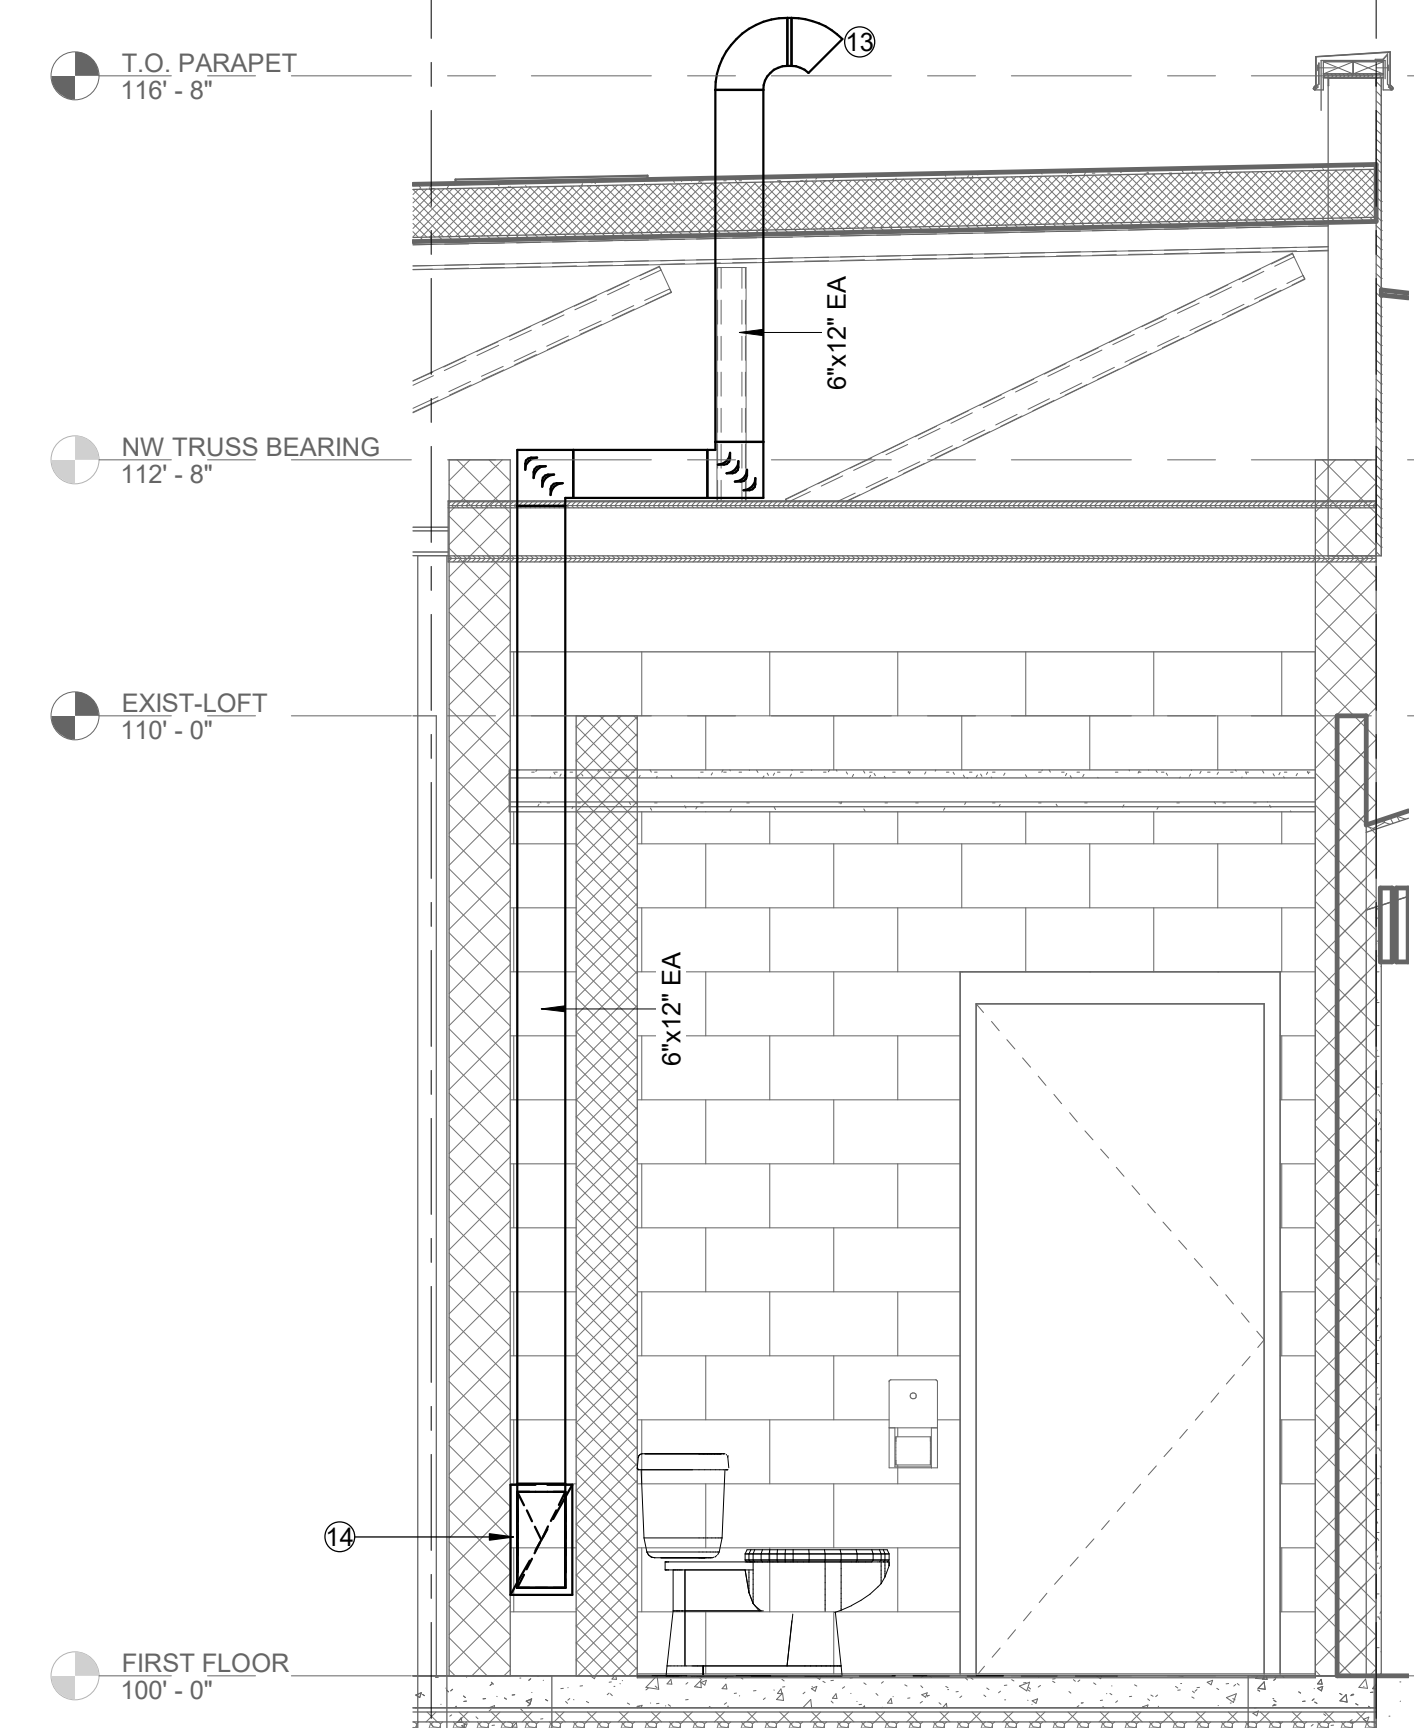 T.O. PARAPET
116' - 8"
13
6"x12" EA
NW TRUSS BEARING
112' - 8"
EXIST-LOFT
110' - 0"
6"x12" EA
14
FIRST FLOOR
100' - 0"